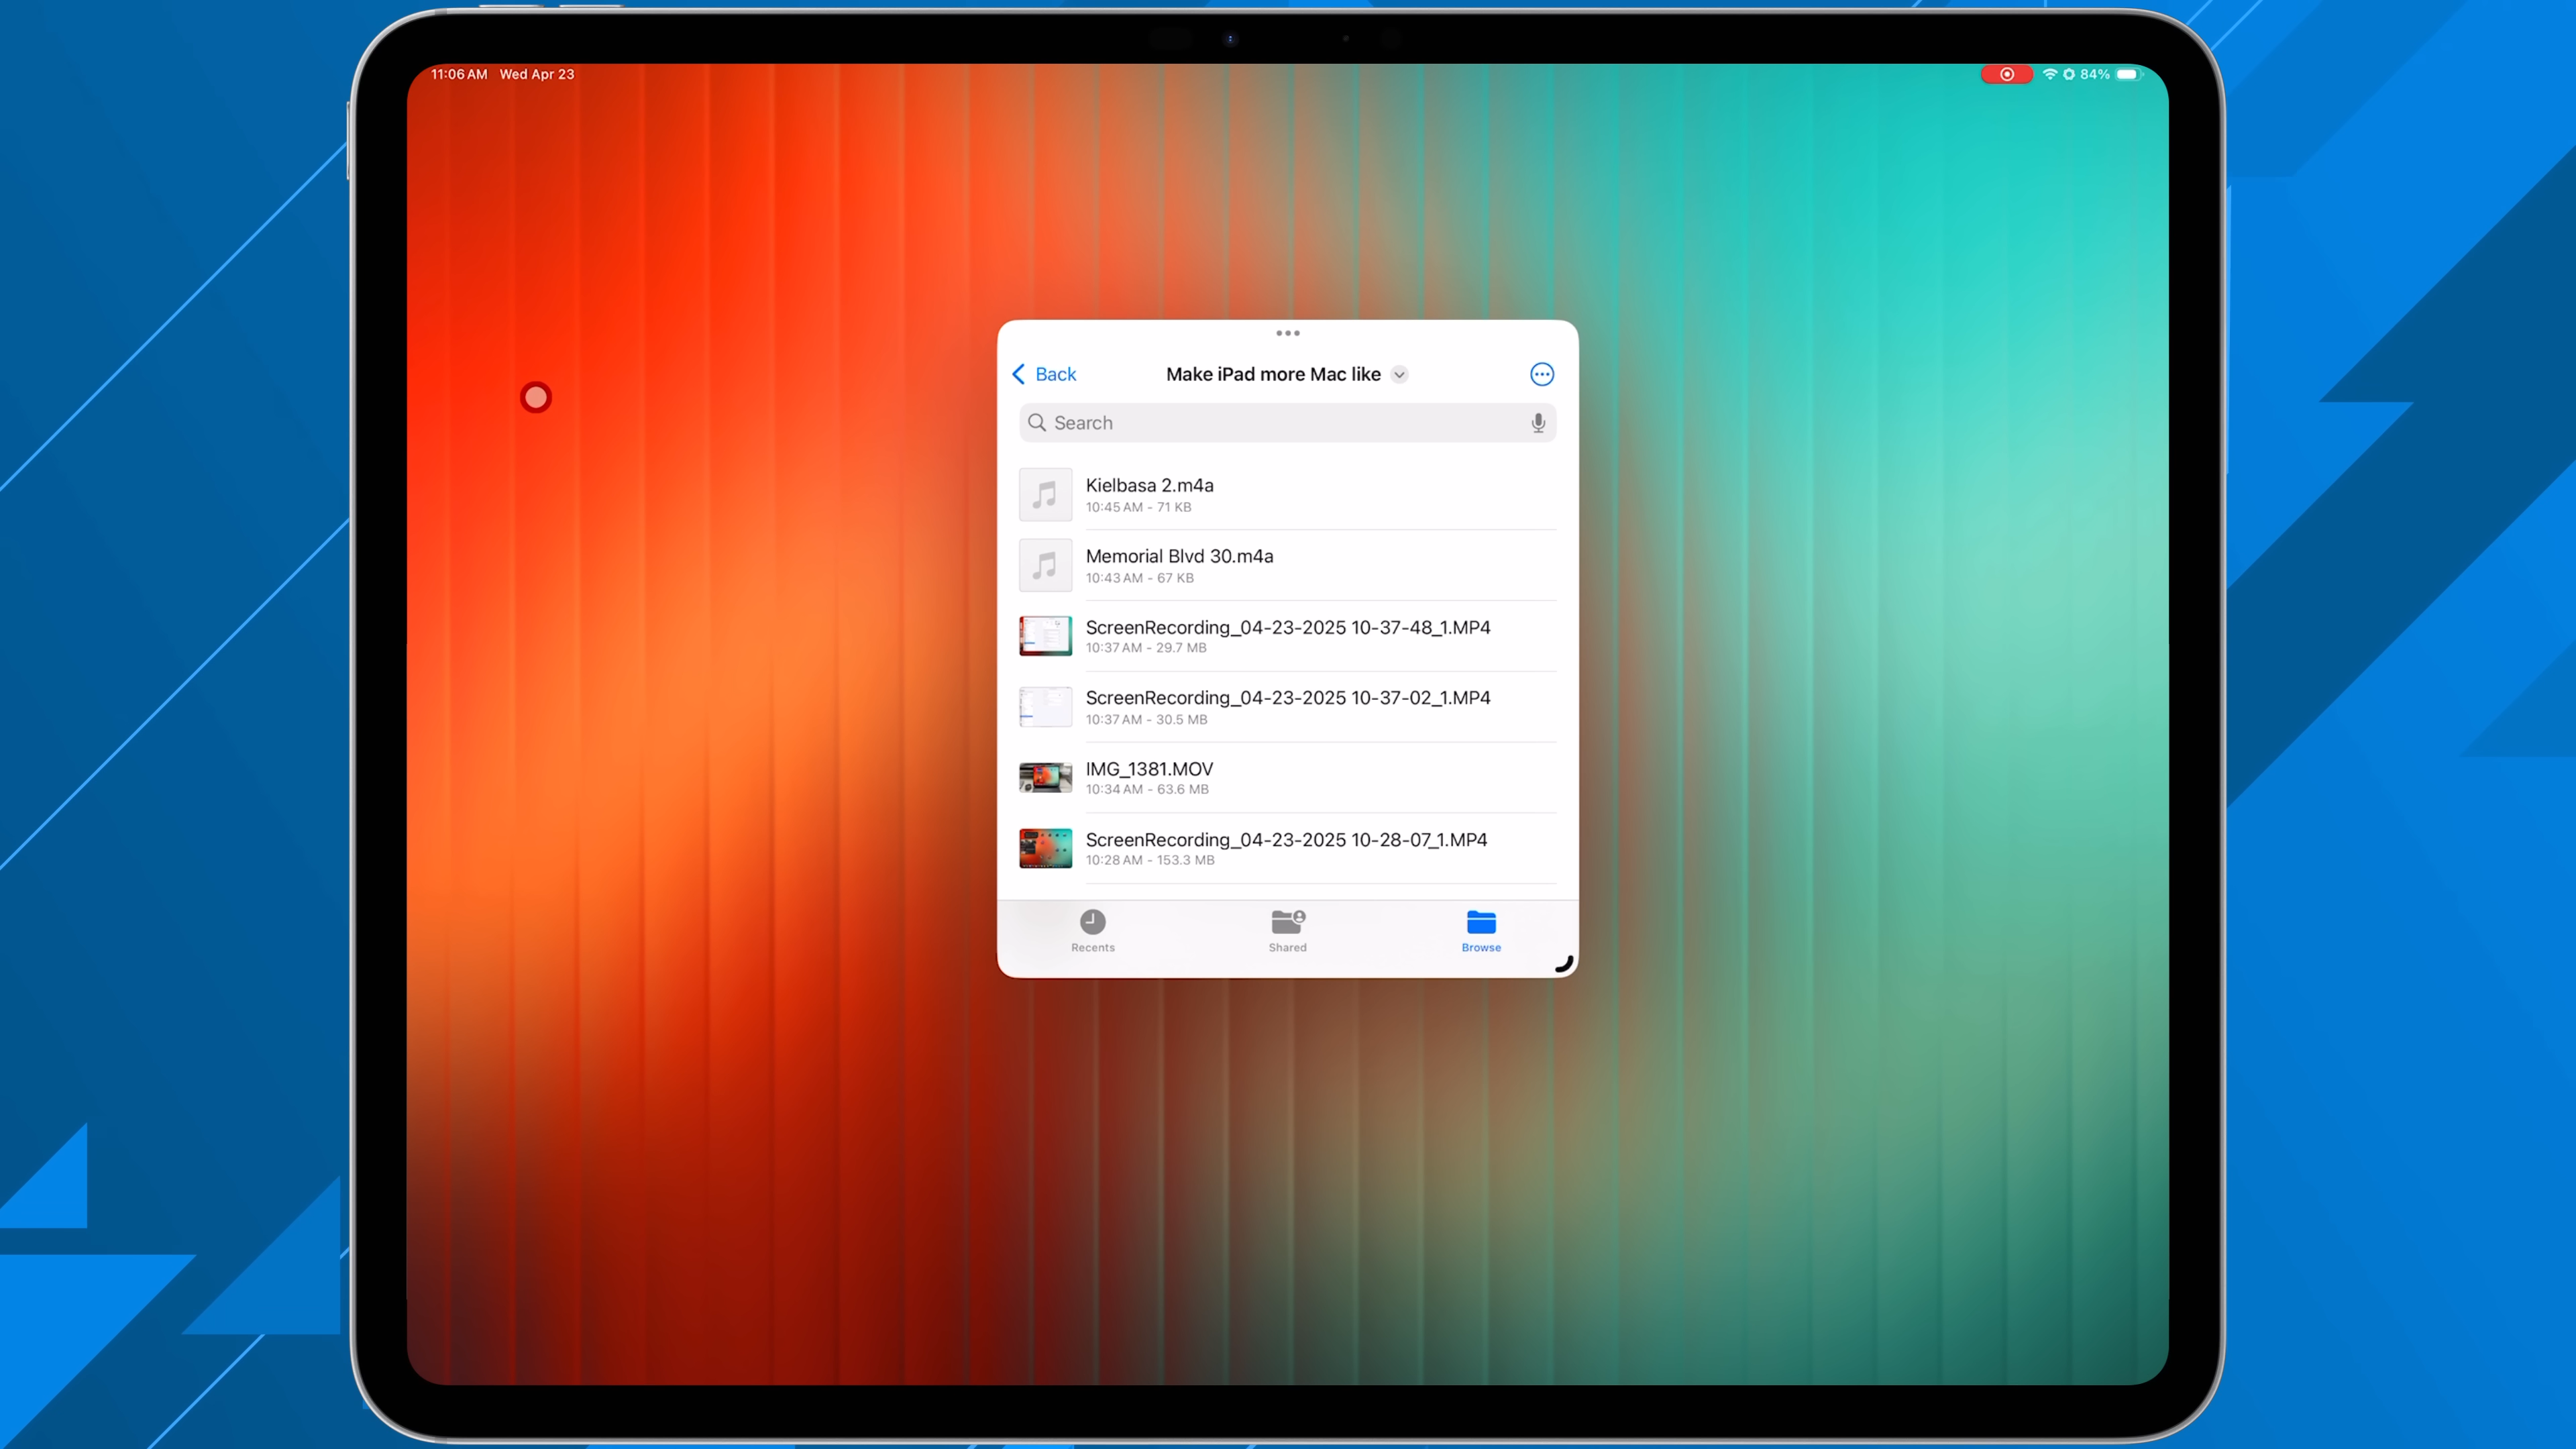 11:06 AM Wed Apr 23
84%
Back
Make iPad more Mac like
Search
Kielbasa 2.m4a
10:45 AM - 71 KB
Memorial Blvd 30.m4a
10:43 AM - 67 KB
ScreenRecording_04-23-2025 10-37-48_1.MP4
10:37 AM - 29.7 MB
ScreenRecording_04-23-2025 10-37-02_1.MP4
10:37 AM - 30.5 MB
IMG_1381.MOV
10:34 AM - 63.6 MB
ScreenRecording_04-23-2025 10-28-07_1.MP4
10:28 AM - 153.3 MB
Recents
Shared
Browse